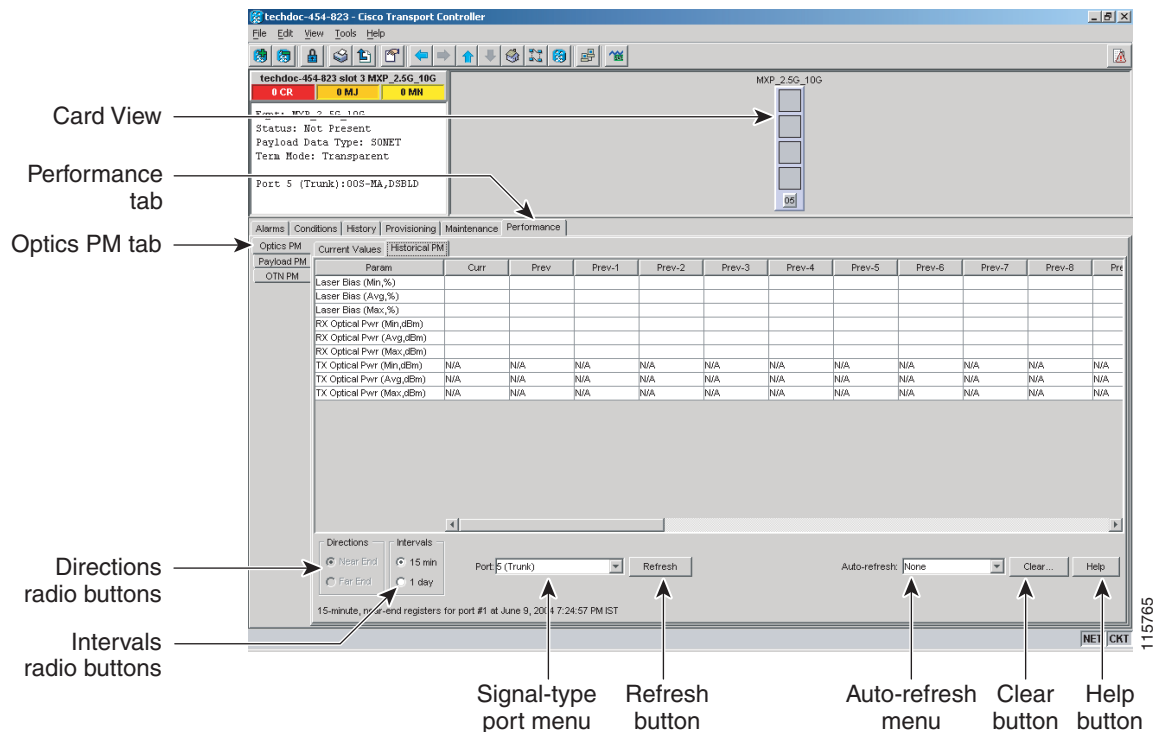 techdoc-454-823 - Cisco Transport Controller
File Edit View Tools Help
techdoc-454-823 slot 3 MXP_2.5G_10G
0 CR 0 MJ 0 MN
Eqpt: MXP_2.5G_10G
Status: Not Present
Payload Data Type: SONET
Term Mode: Transparent
Port 5 (Trunk):OOS-MA,DSBLD
MXP_2.5G_10G
05
Card View
Performance
tab
Optics PM tab
Alarms Conditions History Provisioning Maintenance Performance
Optics PM
Payload PM
OTN PM
Current Values Historical PM
Param Curr Prev Prev-1 Prev-2 Prev-3 Prev-4 Prev-5 Prev-6 Prev-7 Prev-8 Pre
Laser Bias (Min,%)
Laser Bias (Avg,%)
Laser Bias (Max,%)
RX Optical Pwr (Min,dBm)
RX Optical Pwr (Avg,dBm)
RX Optical Pwr (Max,dBm)
TX Optical Pwr (Min,dBm) N/A N/A N/A N/A N/A N/A N/A N/A N/A N/A N/A
TX Optical Pwr (Avg,dBm) N/A N/A N/A N/A N/A N/A N/A N/A N/A N/A N/A
TX Optical Pwr (Max,dBm) N/A N/A N/A N/A N/A N/A N/A N/A N/A N/A N/A
Directions Intervals
Near End 15 min
Far End 1 day
Port: 5 (Trunk) Refresh Auto-refresh: None Clear... Help
15-minute, near-end registers for port #1 at June 9, 2004 7:24:57 PM IST
NET CKT
Directions
radio buttons
Intervals
radio buttons
Signal-type
port menu
Refresh
button
Auto-refresh
menu
Clear
button
Help
button
115765